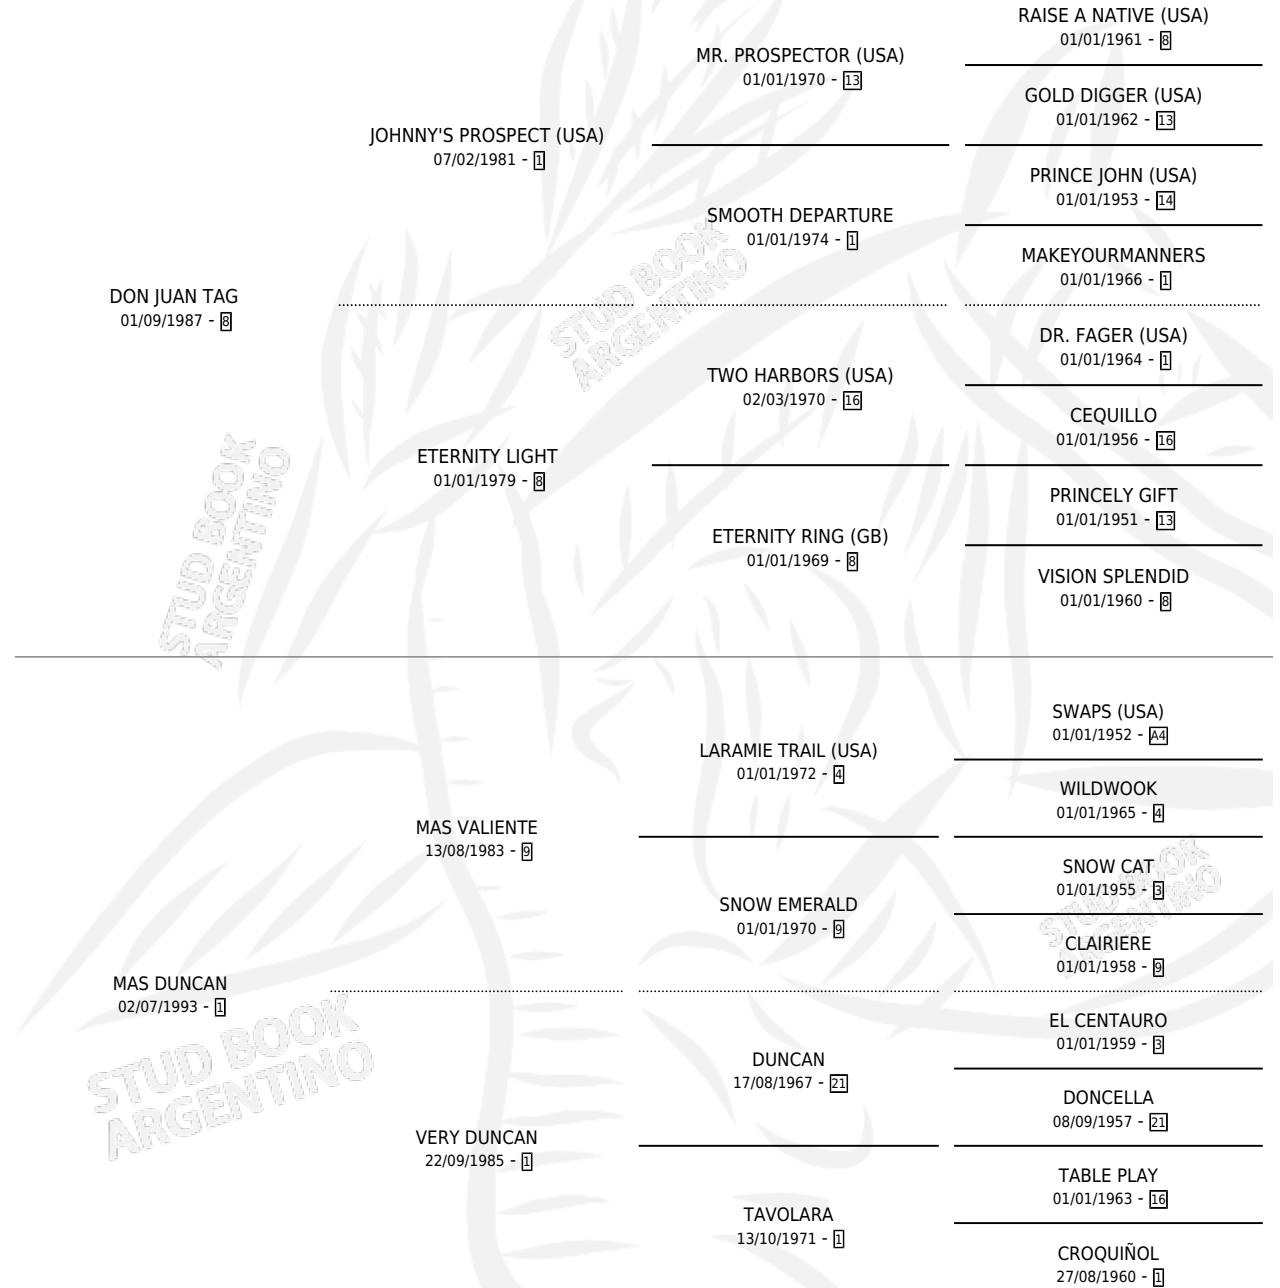 RAISE A NATIVE (USA)
01/01/1961 - 8
MR. PROSPECTOR (USA)
01/01/1970 - 13
GOLD DIGGER (USA)
01/01/1962 - 13
JOHNNY'S PROSPECT (USA)
07/02/1981 - 1
PRINCE JOHN (USA)
01/01/1953 - 14
SMOOTH DEPARTURE
01/01/1974 - 1
MAKEYOURMANNERS
01/01/1966 - 1
DON JUAN TAG
01/09/1987 - 8
DR. FAGER (USA)
01/01/1964 - 1
TWO HARBORS (USA)
02/03/1970 - 16
CEQUILLO
01/01/1956 - 16
ETERNITY LIGHT
01/01/1979 - 8
PRINCELY GIFT
01/01/1951 - 13
ETERNITY RING (GB)
01/01/1969 - 8
VISION SPLENDID
01/01/1960 - 8
SWAPS (USA)
01/01/1952 - A4
LARAMIE TRAIL (USA)
01/01/1972 - 4
WILDWOOK
01/01/1965 - 4
MAS VALIENTE
13/08/1983 - 9
SNOW CAT
01/01/1955 - 3
SNOW EMERALD
01/01/1970 - 9
CLAIRIERE
01/01/1958 - 9
MAS DUNCAN
02/07/1993 - 1
EL CENTAURO
01/01/1959 - 3
DUNCAN
17/08/1967 - 21
DONCELLA
08/09/1957 - 21
VERY DUNCAN
22/09/1985 - 1
TABLE PLAY
01/01/1963 - 16
TAVOLARA
13/10/1971 - 1
CROQUIÑOL
27/08/1960 - 1
STUD BOOK
ARGENTINO
STUD BOOK
ARGENTINO
STUD BOOK
ARGENTINO
STUD BOOK
ARGENTINO